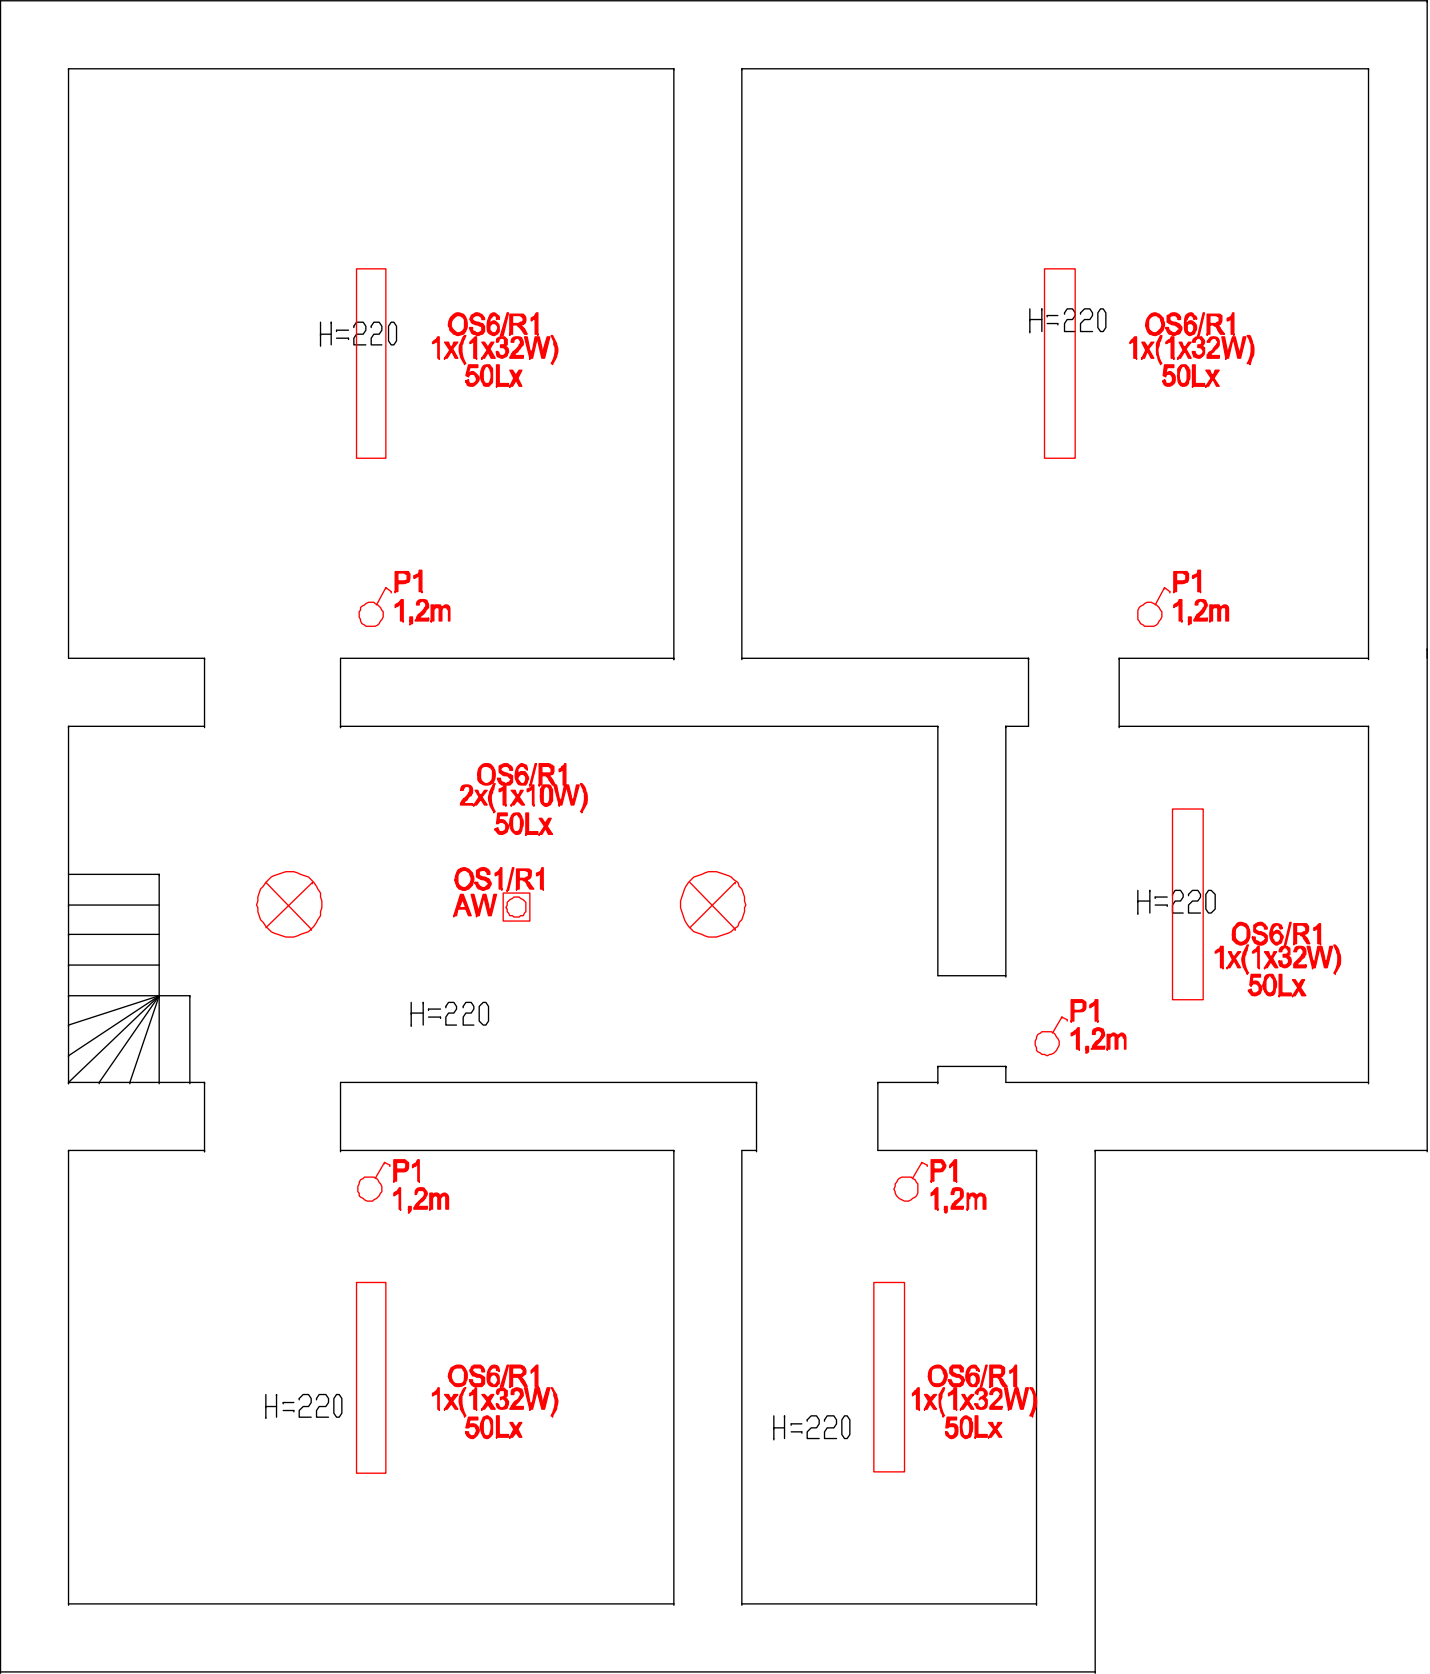 H=220
OS6/R1
1x(1x32W)
50Lx
H=220
OS6/R1
1x(1x32W)
50Lx
P1
1,2m
P1
1,2m
OS6/R1
2x(1x10W)
50Lx
OS1/R1
AW
H=220
H=220
OS6/R1
1x(1x32W)
50Lx
P1
1,2m
P1
1,2m
P1
1,2m
H=220
OS6/R1
1x(1x32W)
50Lx
H=220
OS6/R1
1x(1x32W)
50Lx